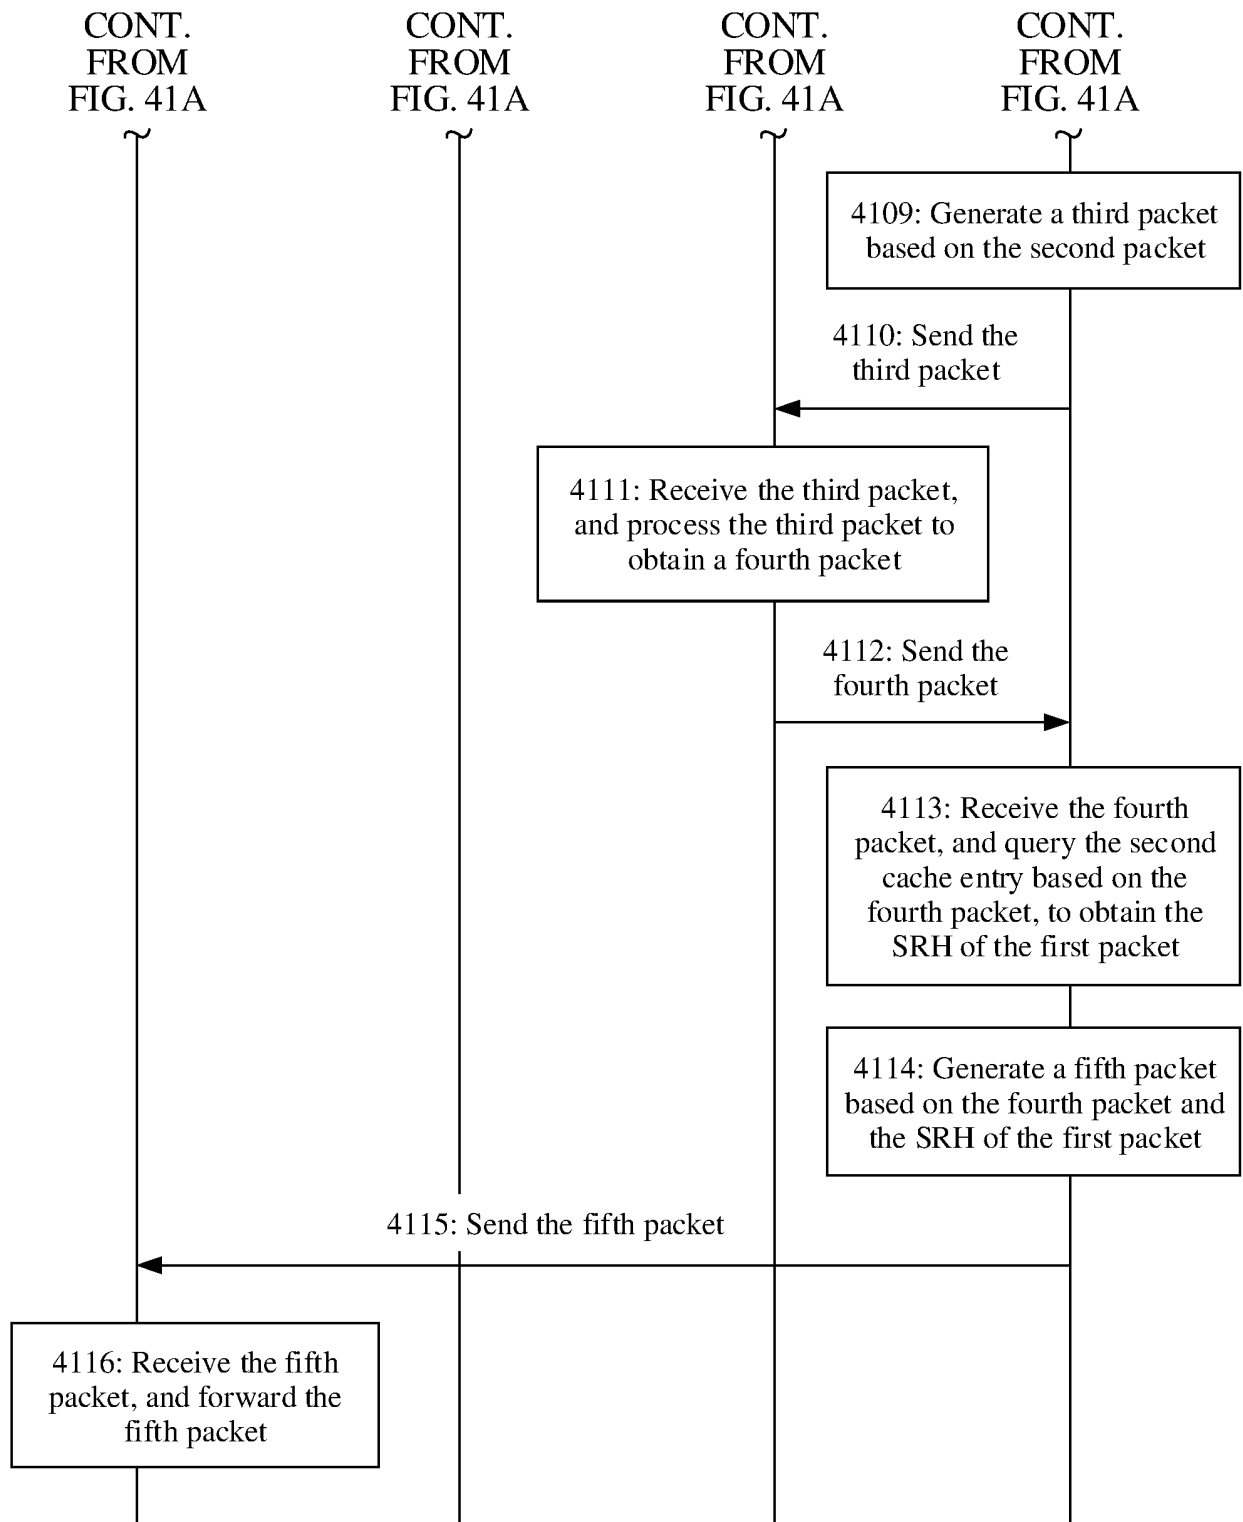 CONT.
FROM
FIG. 41A
CONT.
FROM
FIG. 41A
CONT.
FROM
FIG. 41A
CONT.
FROM
FIG. 41A
4109: Generate a third packet
based on the second packet
4110: Send the
third packet
4111: Receive the third packet,
and process the third packet to
obtain a fourth packet
4112: Send the
fourth packet
4113: Receive the fourth
packet, and query the second
cache entry based on the
fourth packet, to obtain the
SRH of the first packet
4114: Generate a fifth packet
based on the fourth packet and
the SRH of the first packet
4115: Send the fifth packet
4116: Receive the fifth
packet, and forward the
fifth packet